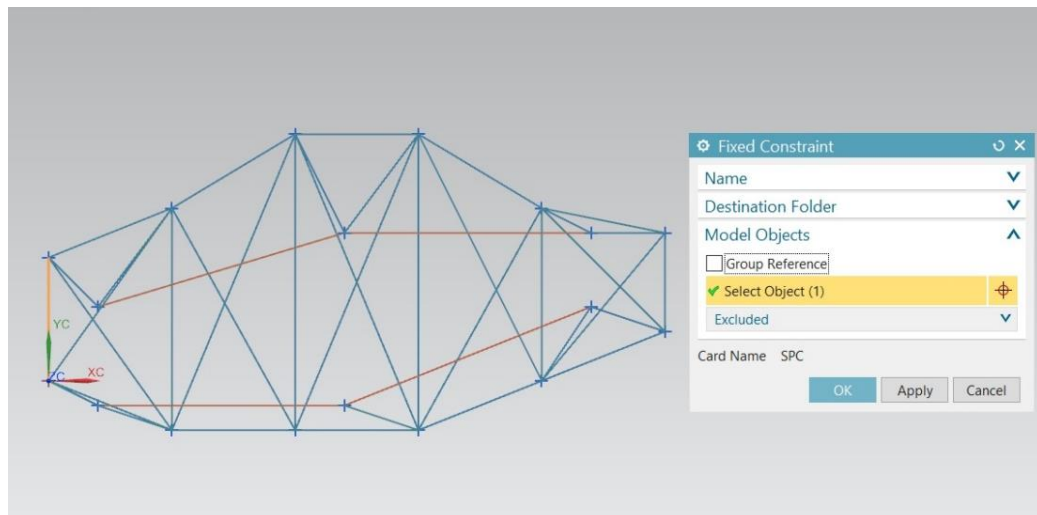 Fixed Constraint
Name
Destination Folder
Model Objects
Group Reference
Select Object (1)
Excluded
Card Name SPC
OK Apply Cancel
YC
ZC XC